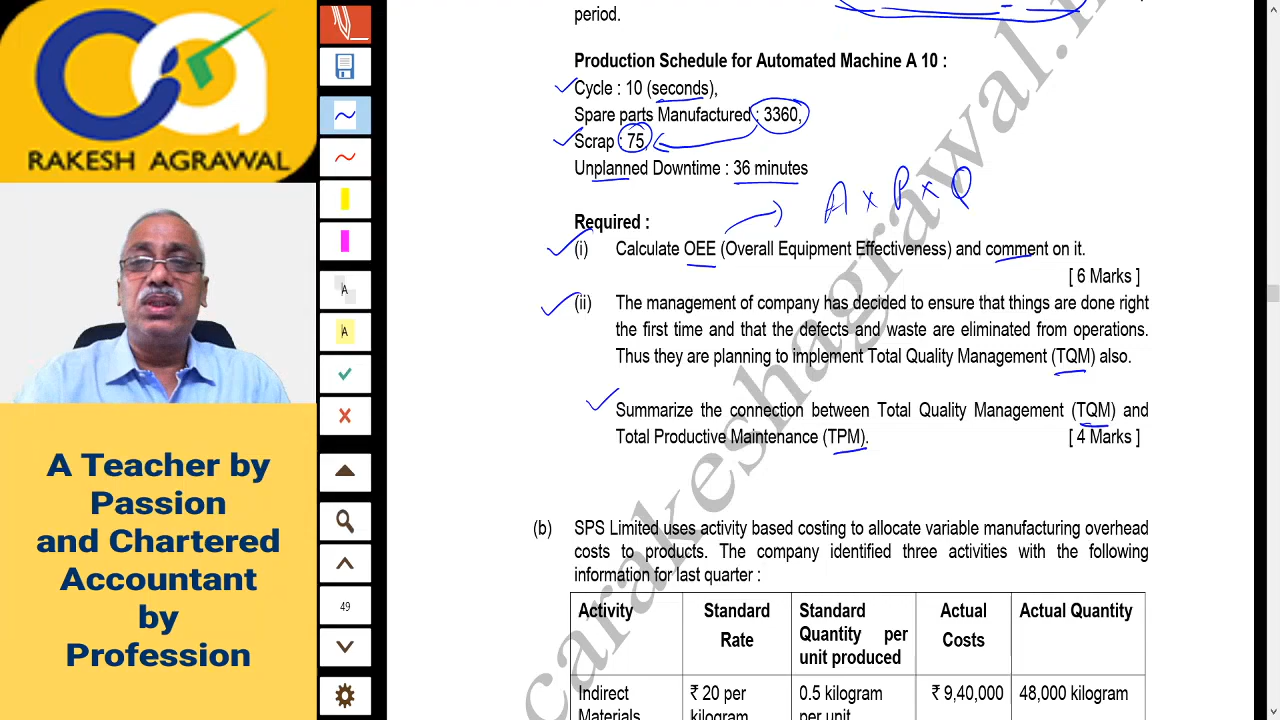 RAKESH AGRAWAL
A Teacher by
Passion
and Chartered
Accountant
by
Profession
A
A
49
period.
Production Schedule for Automated Machine A 10 :
Cycle : 10 (seconds),
Spare parts Manufactured : 3360,
Scrap : 75,
Unplanned Downtime : 36 minutes
A x P x Q
Required :
(i) Calculate OEE (Overall Equipment Effectiveness) and comment on it.
[ 6 Marks ]
(ii) The management of company has decided to ensure that things are done right
the first time and that the defects and waste are eliminated from operations.
Thus they are planning to implement Total Quality Management (TQM) also.
Summarize the connection between Total Quality Management (TQM) and
Total Productive Maintenance (TPM). [ 4 Marks ]
(b) SPS Limited uses activity based costing to allocate variable manufacturing overhead
costs to products. The company identified three activities with the following
information for last quarter :
Activity Standard Rate Standard Quantity per unit produced Actual Costs Actual Quantity
Indirect Materials ₹ 20 per kilogram 0.5 kilogram per unit ₹ 9,40,000 48,000 kilogram
carakeshagrawal.